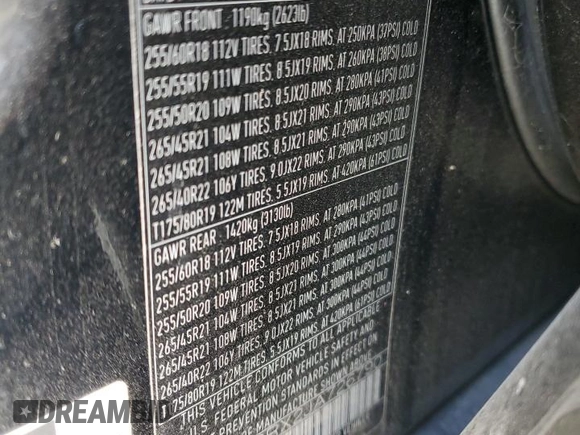 GAWR FRONT 1190kg (2623lb)
255/60R18 112V TIRES. 7.5JX18 RIMS. AT 250KPA (37PSI) COLD
255/55R19 111W TIRES. 8.5JX19 RIMS. AT 260KPA (38PSI) COLD
255/50R20 109W TIRES. 8.5JX20 RIMS. AT 280KPA (41PSI) COLD
265/45R21 104W TIRES. 8.5JX21 RIMS. AT 290KPA (43PSI) COLD
265/45R21 108W TIRES. 8.5JX21 RIMS. AT 290KPA (43PSI) COLD
265/40R22 106Y TIRES. 9.0JX22 RIMS. AT 290KPA (43PSI) COLD
T175/80R19 122M TIRES. 5.5JX19 RIMS. AT 420KPA (61PSI) COLD
GAWR REAR 1420kg (3130lb)
255/60R18 112V TIRES. 7.5JX18 RIMS. AT 280KPA (41PSI) COLD
255/55R19 111W TIRES. 8.5JX19 RIMS. AT 290KPA (43PSI) COLD
255/50R20 109W TIRES. 8.5JX20 RIMS. AT 300KPA (44PSI) COLD
265/45R21 104W TIRES. 8.5JX21 RIMS. AT 300KPA (44PSI) COLD
265/45R21 108W TIRES. 8.5JX21 RIMS. AT 300KPA (44PSI) COLD
265/40R22 106Y TIRES. 9.0JX22 RIMS. AT 300KPA (44PSI) COLD
T175/80R19 122M TIRES. 5.5JX19 RIMS. AT 420KPA (61PSI) COLD
THIS VEHICLE CONFORMS TO ALL APPLICABLE
U.S. FEDERAL MOTOR VEHICLE SAFETY AND
PREVENTION STANDARDS IN EFFECT
OF MANUFACTURE SHOWN
DREAMBID